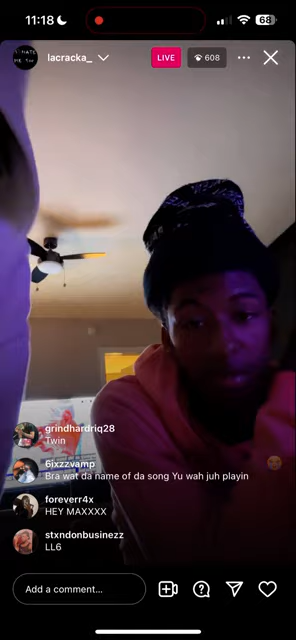 11:18
68
lacracka_
LIVE
608
grindhardriq28
Twin
6ixzzvamp
Bra wat da name of da song Yu wah juh playin
foreverr4x
HEY MAXXXX
stxndonbusinezz
LL6
Add a comment...